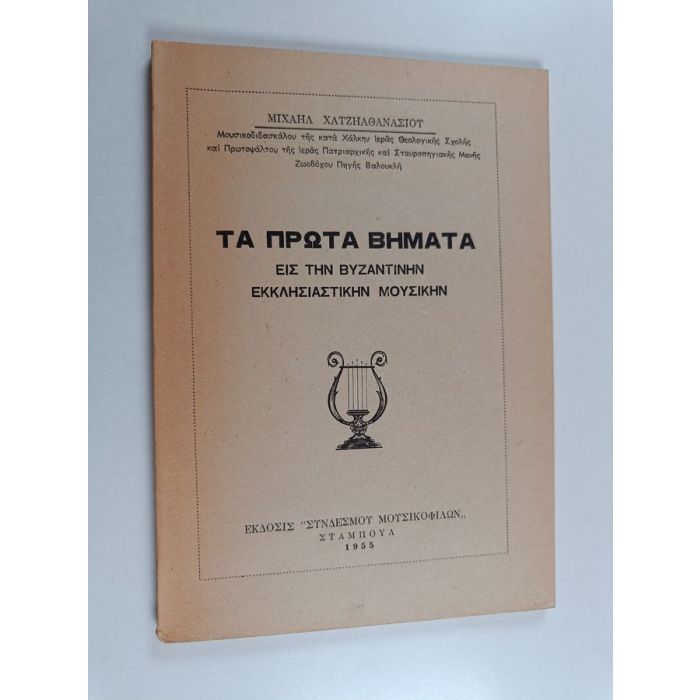 ΜΙΧΑΗΛ ΧΑΤΖΗΑΘΑΝΑΣΙΟΥ
Μουσικοδιδασκάλου τῆς κατὰ Χάλκην Ἱερᾶς Θεολογικῆς Σχολῆς
καὶ Πρωτοψάλτου τῆς Ἱερᾶς Πατριαρχικῆς καὶ Σταυροπηγιακῆς Μονῆς
Ζωοδόχου Πηγῆς Βαλουκλῆ
ΤΑ ΠΡΩΤΑ ΒΗΜΑΤΑ
ΕΙΣ ΤΗΝ ΒΥΖΑΝΤΙΝΗΝ
ΕΚΚΛΗΣΙΑΣΤΙΚΗΝ ΜΟΥΣΙΚΗΝ
ΕΚΔΟΣΙΣ "ΣΥΝΔΕΣΜΟΥ ΜΟΥΣΙΚΟΦΙΛΩΝ,,
ΣΤΑΜΠΟΥΛ
1955